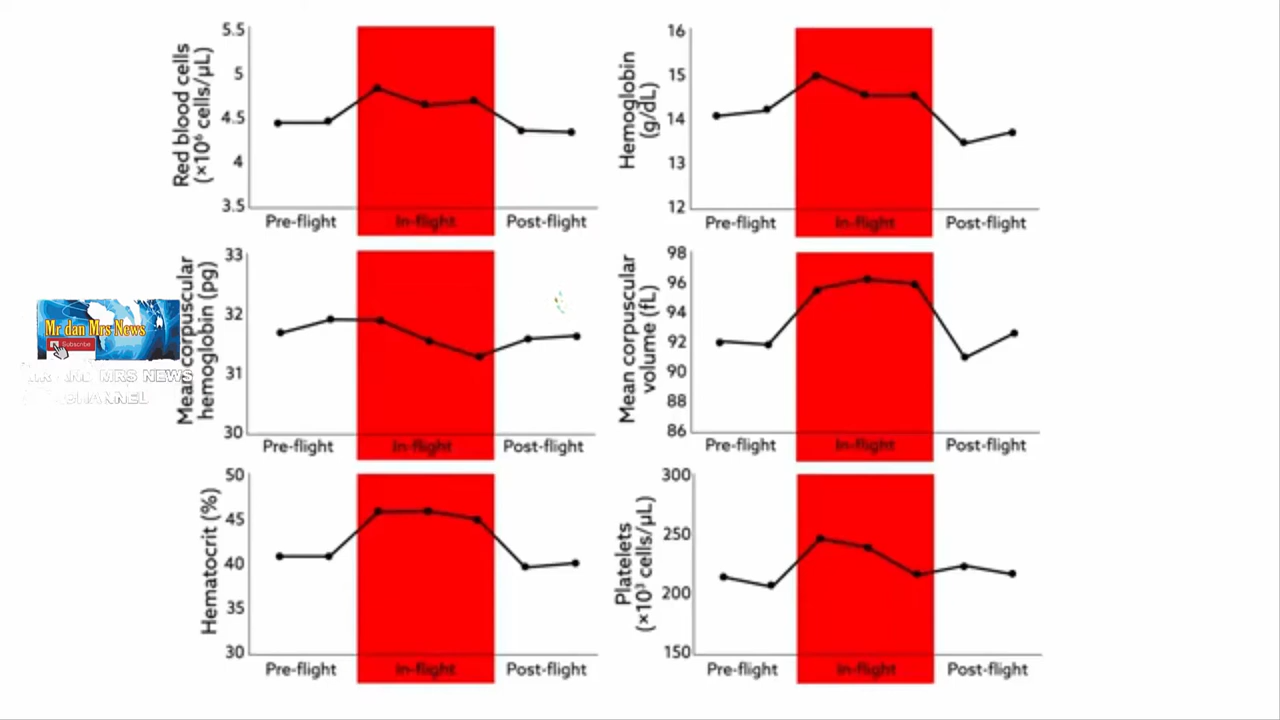 5.5
5
4.5
4
3.5
Red blood cells
(×10⁶ cells/µL)
Pre-flight
In-flight
Post-flight
16
15
14
13
12
Hemoglobin
(g/dL)
Pre-flight
In-flight
Post-flight
33
32
31
30
Mean corpuscular
hemoglobin (pg)
Pre-flight
In-flight
Post-flight
98
96
94
92
90
88
86
Mean corpuscular
volume (fL)
Pre-flight
In-flight
Post-flight
Mr dan Mrs News
Subscribe
MR AND MRS NEWS
CHANNEL
50
45
40
35
30
Hematocrit (%)
Pre-flight
In-flight
Post-flight
300
250
200
150
Platelets
(×10³ cells/µL)
Pre-flight
In-flight
Post-flight